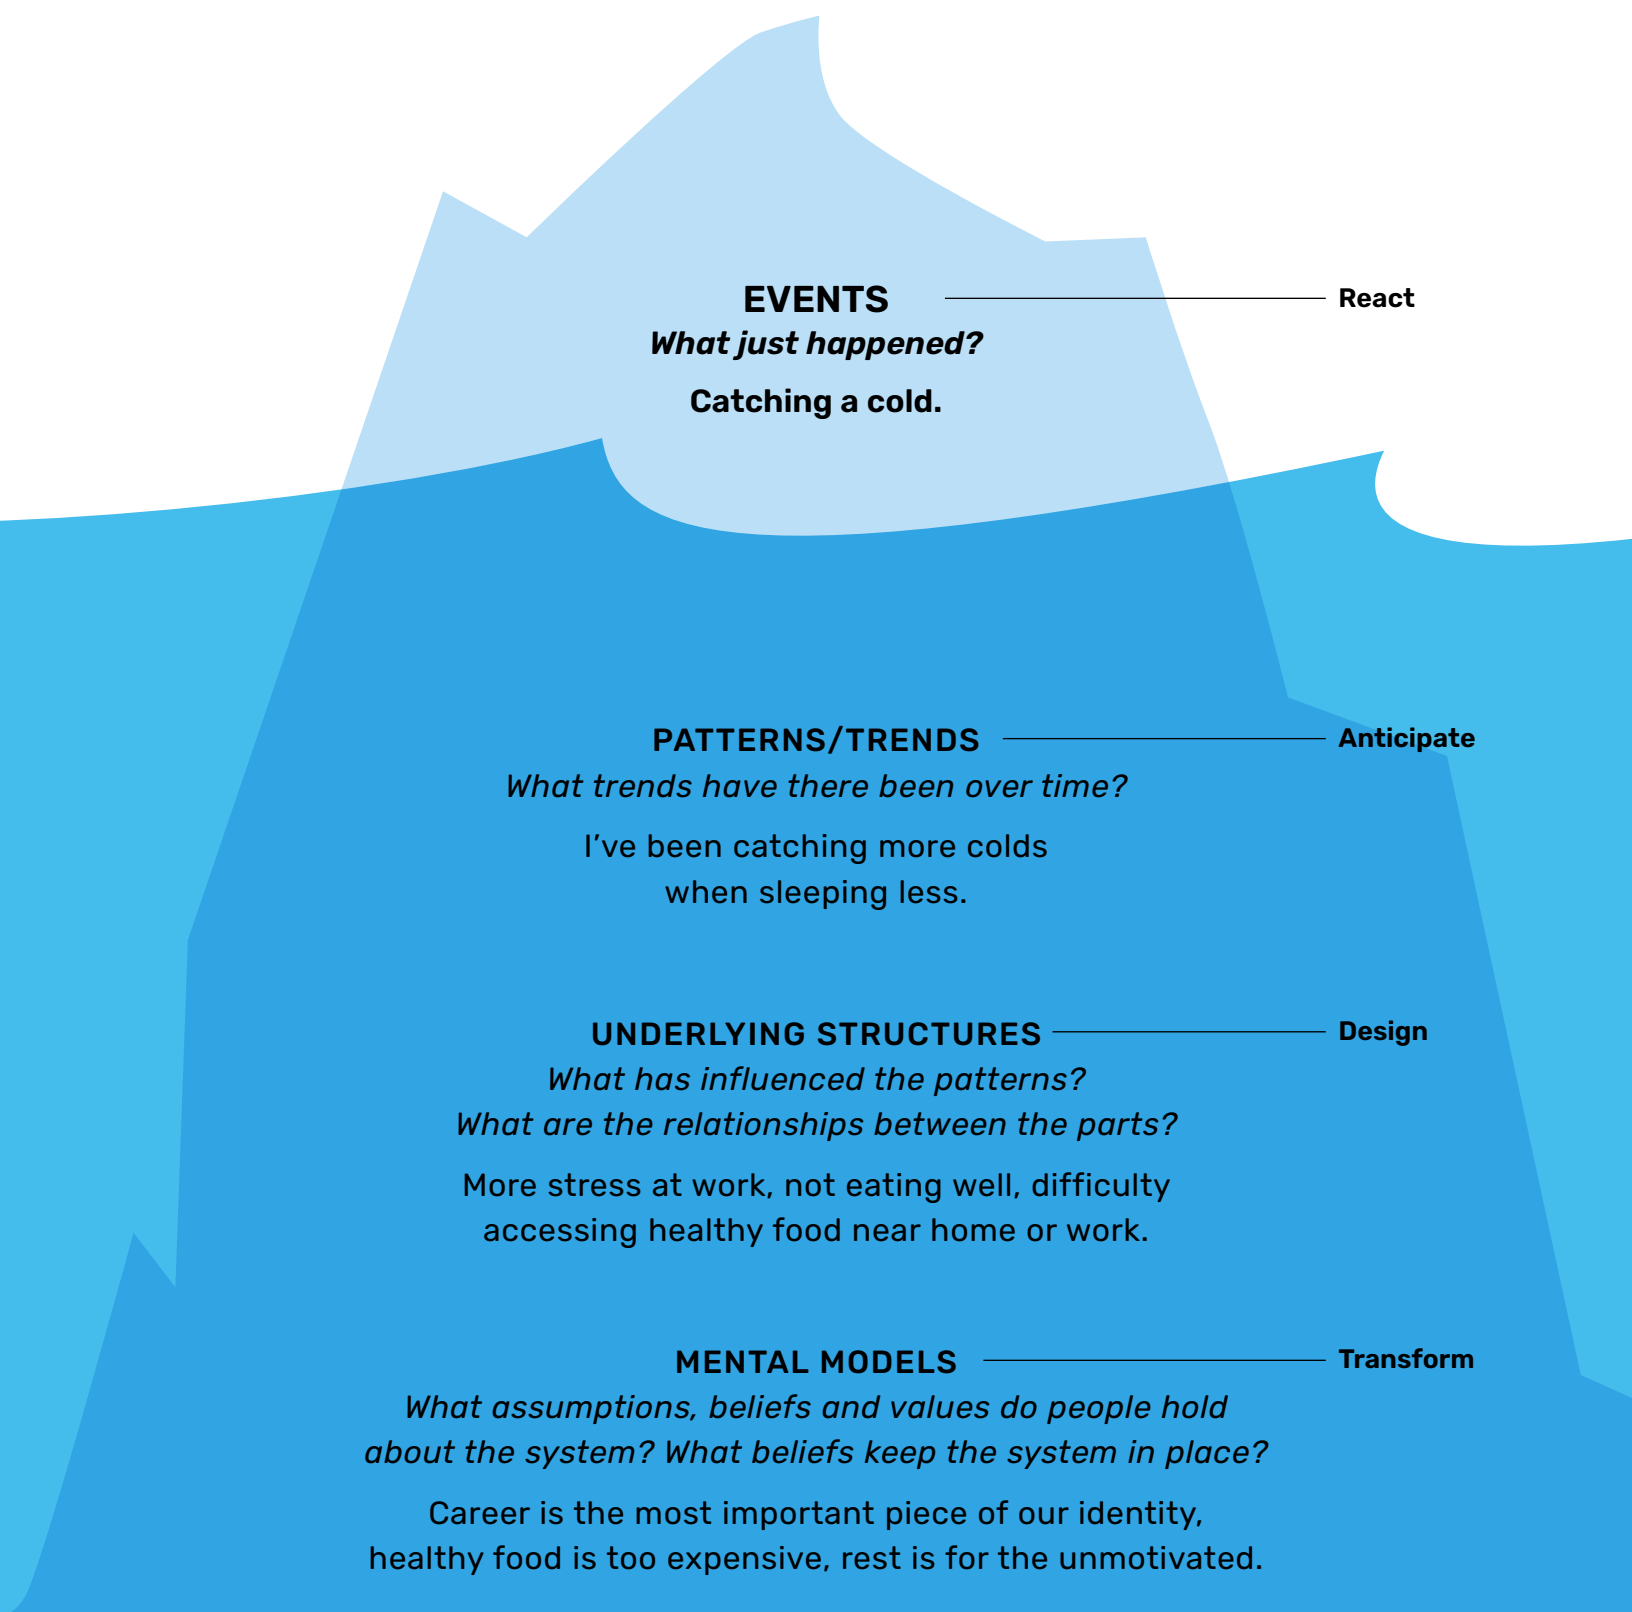 EVENTS
React
What just happened?
Catching a cold.
PATTERNS/TRENDS
Anticipate
What trends have there been over time?
I’ve been catching more colds
when sleeping less.
UNDERLYING STRUCTURES
Design
What has influenced the patterns?
What are the relationships between the parts?
More stress at work, not eating well, difficulty
accessing healthy food near home or work.
MENTAL MODELS
Transform
What assumptions, beliefs and values do people hold
about the system? What beliefs keep the system in place?
Career is the most important piece of our identity,
healthy food is too expensive, rest is for the unmotivated.